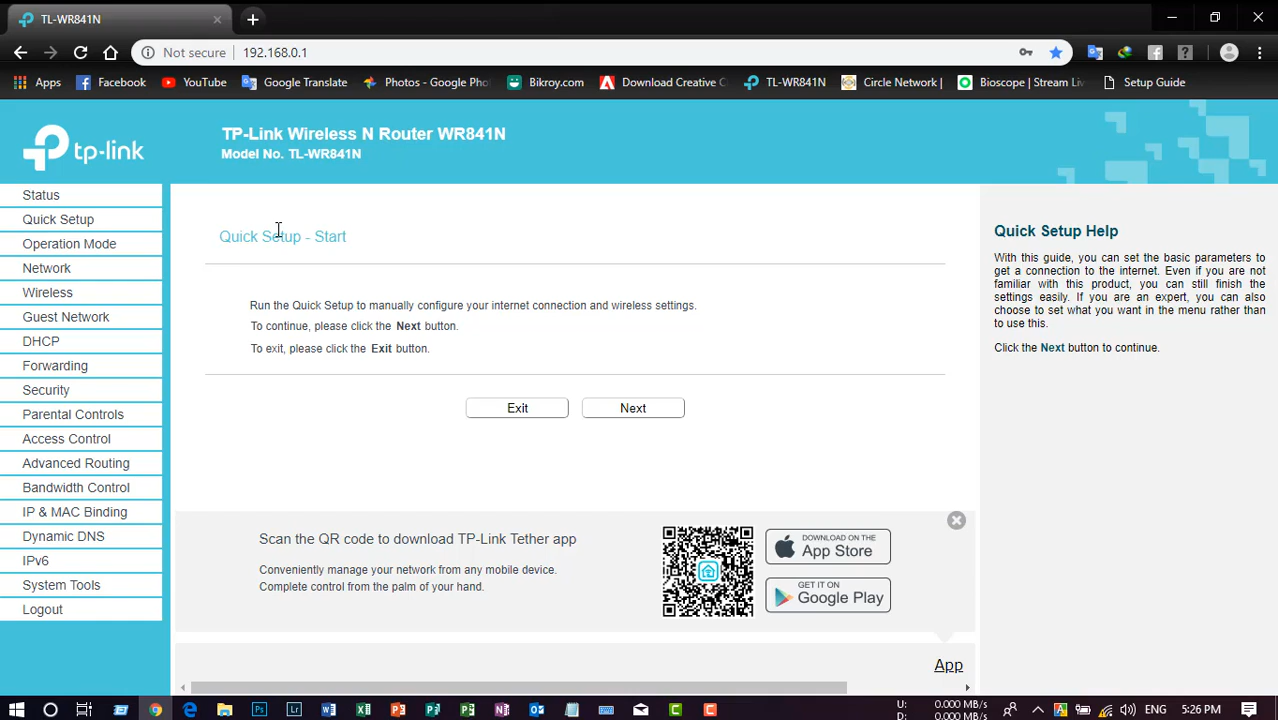 TL-WR841N
Not secure 192.168.0.1
Apps Facebook YouTube Google Translate Photos - Google Pho Bikroy.com Download Creative C TL-WR841N Circle Network | Bioscope | Stream Liv Setup Guide
tp-link
TP-Link Wireless N Router WR841N
Model No. TL-WR841N
Status
Quick Setup
Operation Mode
Network
Wireless
Guest Network
DHCP
Forwarding
Security
Parental Controls
Access Control
Advanced Routing
Bandwidth Control
IP & MAC Binding
Dynamic DNS
IPv6
System Tools
Logout
Quick Setup - Start
Run the Quick Setup to manually configure your internet connection and wireless settings.
To continue, please click the Next button.
To exit, please click the Exit button.
Exit Next
Quick Setup Help
With this guide, you can set the basic parameters to
get a connection to the internet. Even if you are not
familiar with this product, you can still finish the
settings easily. If you are an expert, you can also
choose to set what you want in the menu rather than
to use this.
Click the Next button to continue.
Scan the QR code to download TP-Link Tether app
Conveniently manage your network from any mobile device.
Complete control from the palm of your hand.
DOWNLOAD ON THE
App Store
GET IT ON
Google Play
App
U: 0.000 MB/s
D: 0.000 MB/s
ENG 5:26 PM